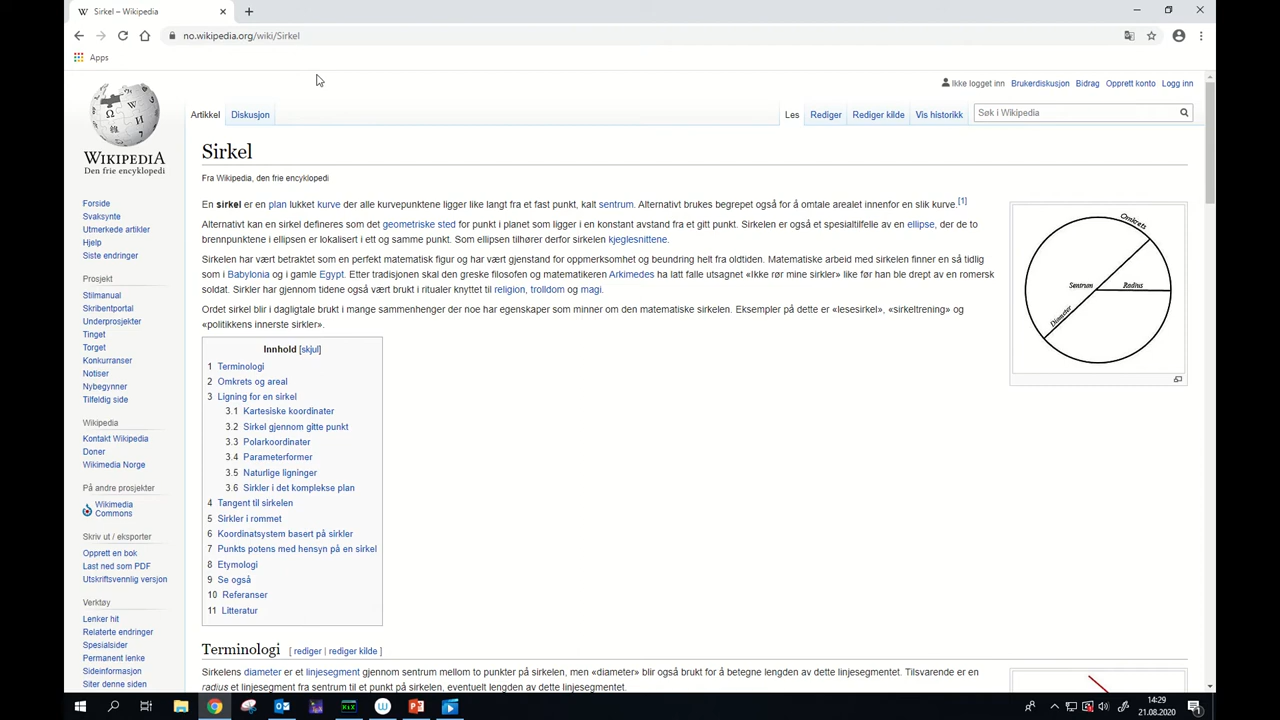 Sirkel – Wikipedia
no.wikipedia.org/wiki/Sirkel
Apps
Ikke logget inn Brukerdiskusjon Bidrag Opprett konto Logg inn
Artikkel Diskusjon Les Rediger Rediger kilde Vis historikk Søk i Wikipedia
WIKIPEDIA
Den frie encyklopedi
Forside
Svaksynte
Utmerkede artikler
Hjelp
Siste endringer
Prosjekt
Stilmanual
Skribentportal
Underprosjekter
Tinget
Torget
Konkurranser
Notiser
Nybegynner
Tilfeldig side
Wikipedia
Kontakt Wikipedia
Doner
Wikimedia Norge
På andre prosjekter
Wikimedia
Commons
Skriv ut / eksporter
Opprett en bok
Last ned som PDF
Utskriftsvennlig versjon
Verktøy
Lenker hit
Relaterte endringer
Spesialsider
Permanent lenke
Sideinformasjon
Siter denne siden
Sirkel
Fra Wikipedia, den frie encyklopedi
En sirkel er en plan lukket kurve der alle kurvepunktene ligger like langt fra et fast punkt, kalt sentrum. Alternativt brukes begrepet også for å omtale arealet innenfor en slik kurve.[1]
Alternativt kan en sirkel defineres som det geometriske sted for punkt i planet som ligger i en konstant avstand fra et gitt punkt. Sirkelen er også et spesialtilfelle av en ellipse, der de to
brennpunktene i ellipsen er lokalisert i ett og samme punkt. Som ellipsen tilhører derfor sirkelen kjeglesnittene.
Sirkelen har vært betraktet som en perfekt matematisk figur og har vært gjenstand for oppmerksomhet og beundring helt fra oldtiden. Matematiske arbeid med sirkelen finner en så tidlig
som i Babylonia og i gamle Egypt. Etter tradisjonen skal den greske filosofen og matematikeren Arkimedes ha latt falle utsagnet «Ikke rør mine sirkler» like før han ble drept av en romersk
soldat. Sirkler har gjennom tidene også vært brukt i ritualer knyttet til religion, trolldom og magi.
Ordet sirkel blir i dagligtale brukt i mange sammenhenger der noe har egenskaper som minner om den matematiske sirkelen. Eksempler på dette er «lesesirkel», «sirkeltrening» og
«politikkens innerste sirkler».
Omkrets
Sentrum
Radius
Diameter
Innhold [skjul]
1 Terminologi
2 Omkrets og areal
3 Ligning for en sirkel
3.1 Kartesiske koordinater
3.2 Sirkel gjennom gitte punkt
3.3 Polarkoordinater
3.4 Parameterformer
3.5 Naturlige ligninger
3.6 Sirkler i det komplekse plan
4 Tangent til sirkelen
5 Sirkler i rommet
6 Koordinatsystem basert på sirkler
7 Punkts potens med hensyn på en sirkel
8 Etymologi
9 Se også
10 Referanser
11 Litteratur
Terminologi [ rediger | rediger kilde ]
Sirkelens diameter er et linjesegment gjennom sentrum mellom to punkter på sirkelen, men «diameter» blir også brukt for å betegne lengden av dette linjesegmentet. Tilsvarende er en
radius et linjesegment fra sentrum til et punkt på sirkelen, eventuelt lengden av dette linjesegmentet.
14:29
21.08.2020